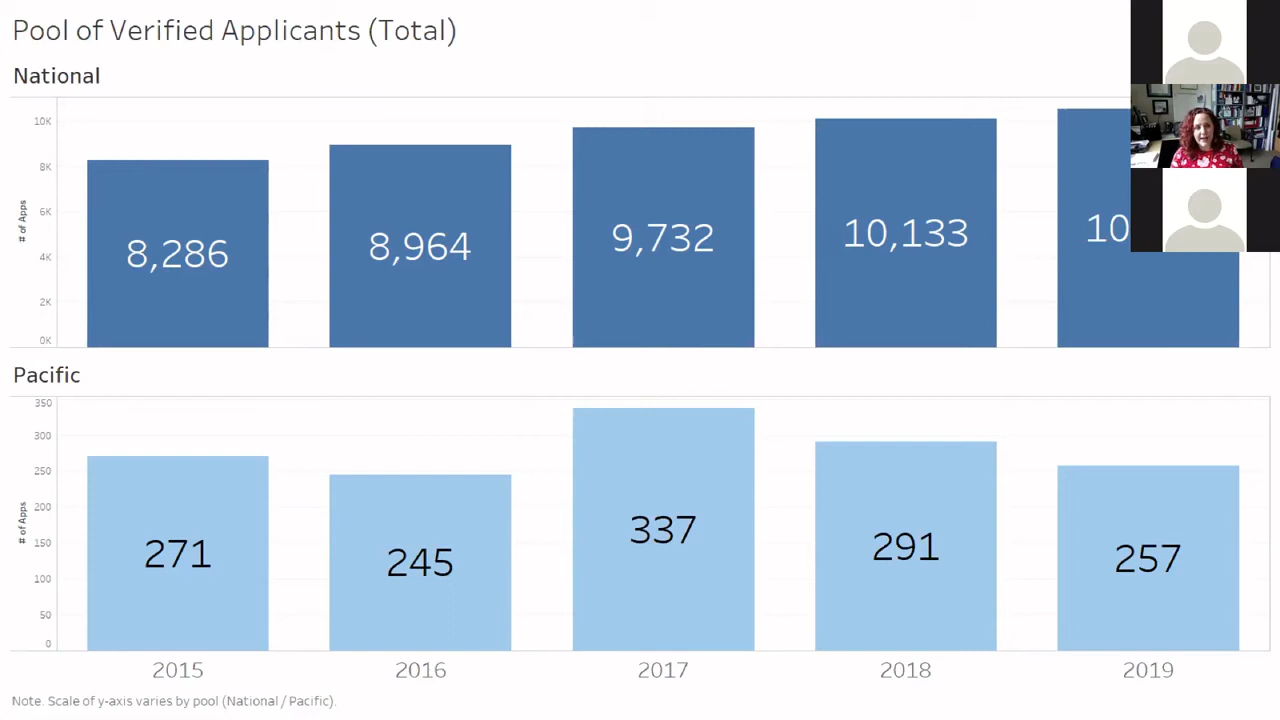 Pool of Verified Applicants (Total)
National
10K
8K
6K
4K
2K
0K
# of Apps
8,286
8,964
9,732
10,133
10
Pacific
350
300
250
200
150
100
50
0
# of Apps
271
245
337
291
257
2015
2016
2017
2018
2019
Note. Scale of y-axis varies by pool (National / Pacific).